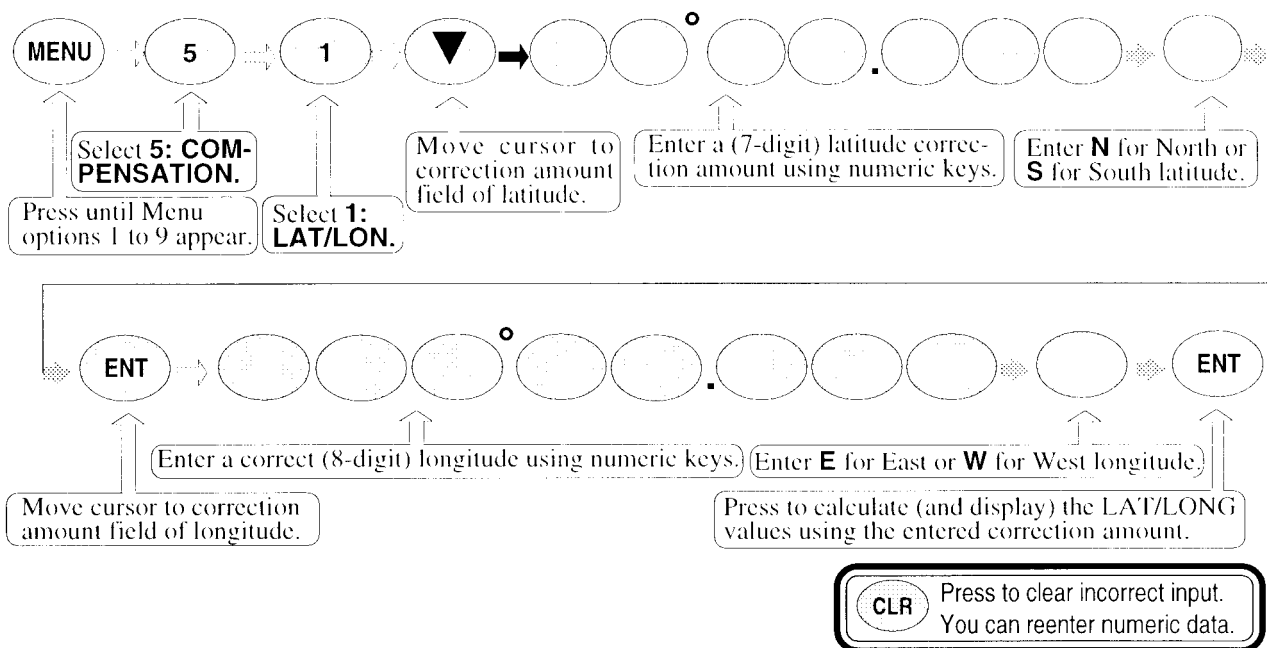 MENU 5 1 ▼ ° .
Select 5: COM-
PENSATION.
Press until Menu
options 1 to 9 appear.
Select 1:
LAT/LON.
Move cursor to
correction amount
field of latitude.
Enter a (7-digit) latitude correc-
tion amount using numeric keys.
Enter N for North or
S for South latitude.
ENT ° . ENT
Enter a correct (8-digit) longitude using numeric keys.
Enter E for East or W for West longitude.
Move cursor to correction
amount field of longitude.
Press to calculate (and display) the LAT/LONG
values using the entered correction amount.
CLR
Press to clear incorrect input.
You can reenter numeric data.